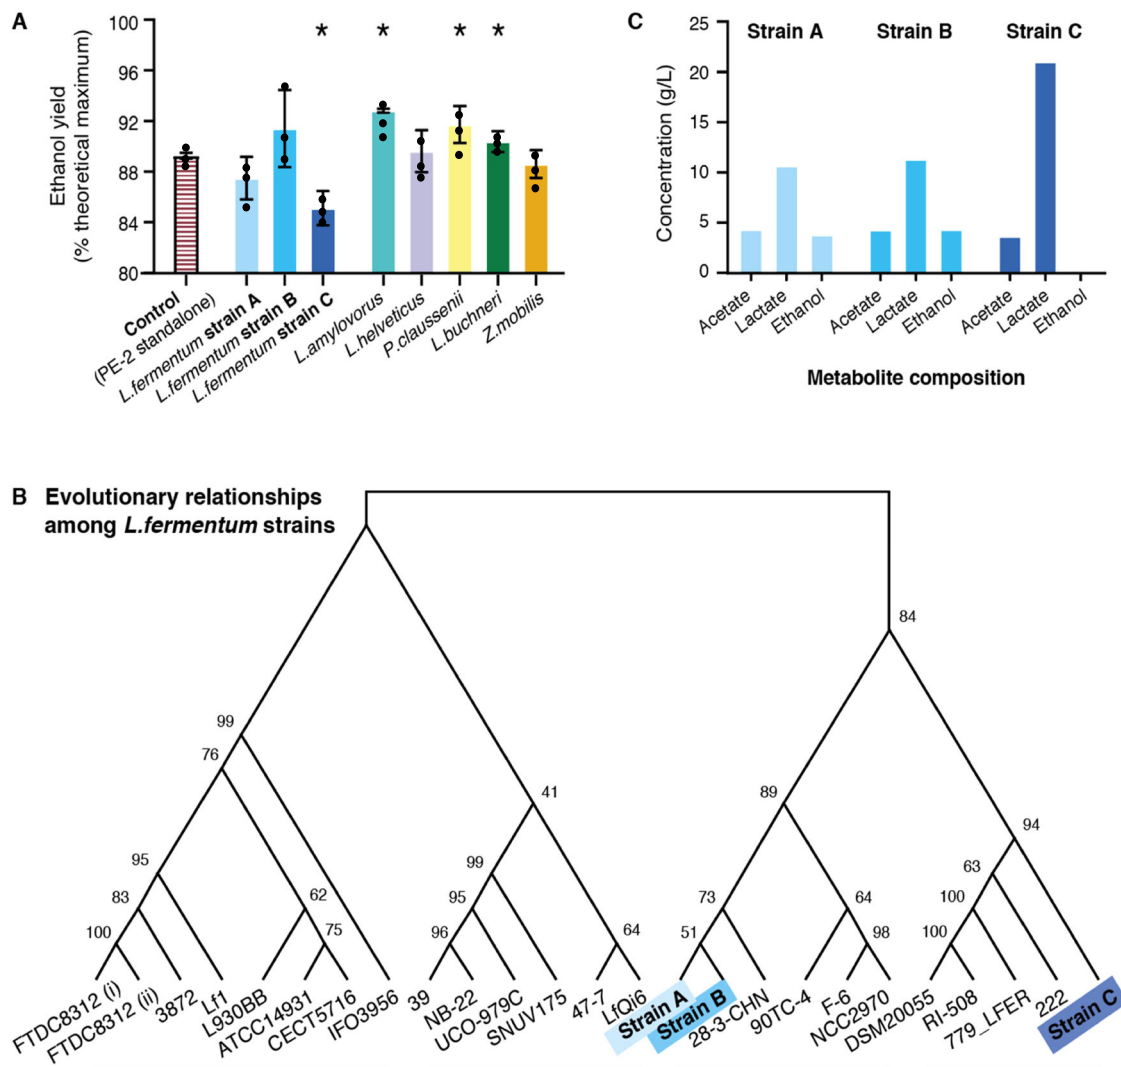 A
Ethanol yield
(% theoretical maximum)
100
96
92
88
84
80
*
*
*
*
Control
(PE-2 standalone)
L.fermentum strain A
L.fermentum strain B
L.fermentum strain C
L.amylovorus
L.helveticus
P.claussenii
L.buchneri
Z.mobilis
C
Concentration (g/L)
25
20
15
10
5
0
Strain A
Strain B
Strain C
Acetate
Lactate
Ethanol
Acetate
Lactate
Ethanol
Acetate
Lactate
Ethanol
Metabolite composition
B Evolutionary relationships
among L.fermentum strains
84
99
76
41
89
94
95
99
63
83
62
95
73
64
100
100
75
96
64
51
98
100
FTDC8312 (i)
FTDC8312 (ii)
3872
Lf1
L930BB
ATCC14931
CECT5716
IFO3956
39
NB-22
UCO-979C
SNUV175
47-7
LfQi6
Strain A
Strain B
28-3-CHN
90TC-4
F-6
NCC2970
DSM20055
RI-508
779_LFER
222
Strain C